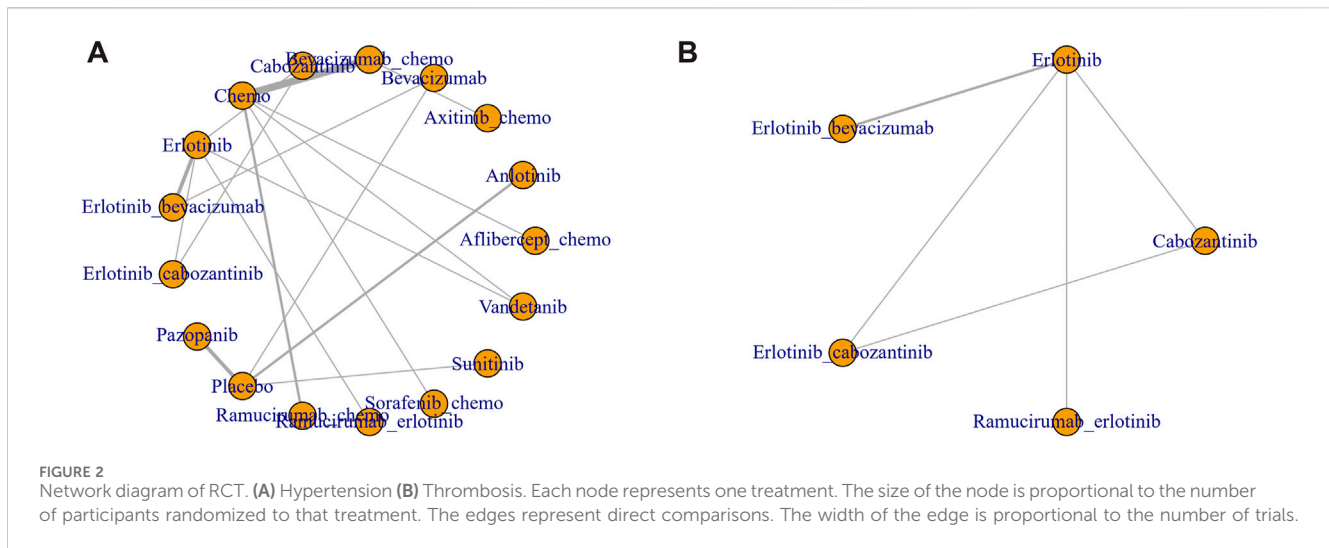 A
Bevacizumab_chemo
Cabozantinib
Bevacizumab
Chemo
Axitinib_chemo
Erlotinib
Anlotinib
Erlotinib_bevacizumab
Aflibercept_chemo
Erlotinib_cabozantinib
Vandetanib
Pazopanib
Sunitinib
Placebo
Sorafenib_chemo
Ramucirumab_chemo
Ramucirumab_erlotinib
B
Erlotinib
Erlotinib_bevacizumab
Cabozantinib
Erlotinib_cabozantinib
Ramucirumab_erlotinib
FIGURE 2
Network diagram of RCT. (A) Hypertension (B) Thrombosis. Each node represents one treatment. The size of the node is proportional to the number
of participants randomized to that treatment. The edges represent direct comparisons. The width of the edge is proportional to the number of trials.